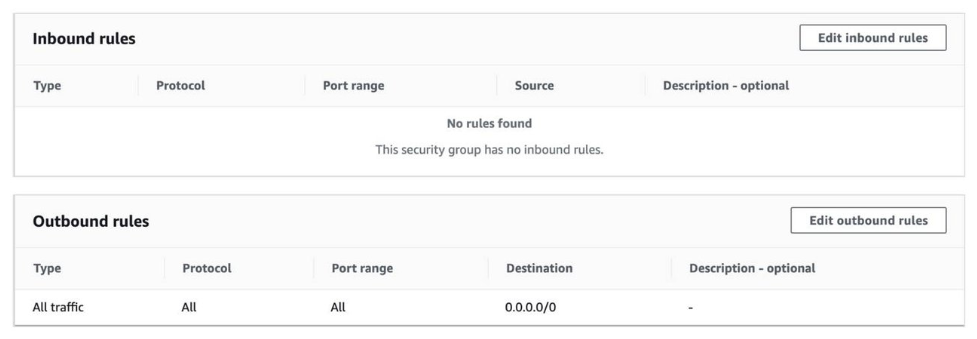 Inbound rules Edit inbound rules
Type Protocol Port range Source Description - optional
No rules found
This security group has no inbound rules.
Outbound rules Edit outbound rules
Type Protocol Port range Destination Description - optional
All traffic All All 0.0.0.0/0 -